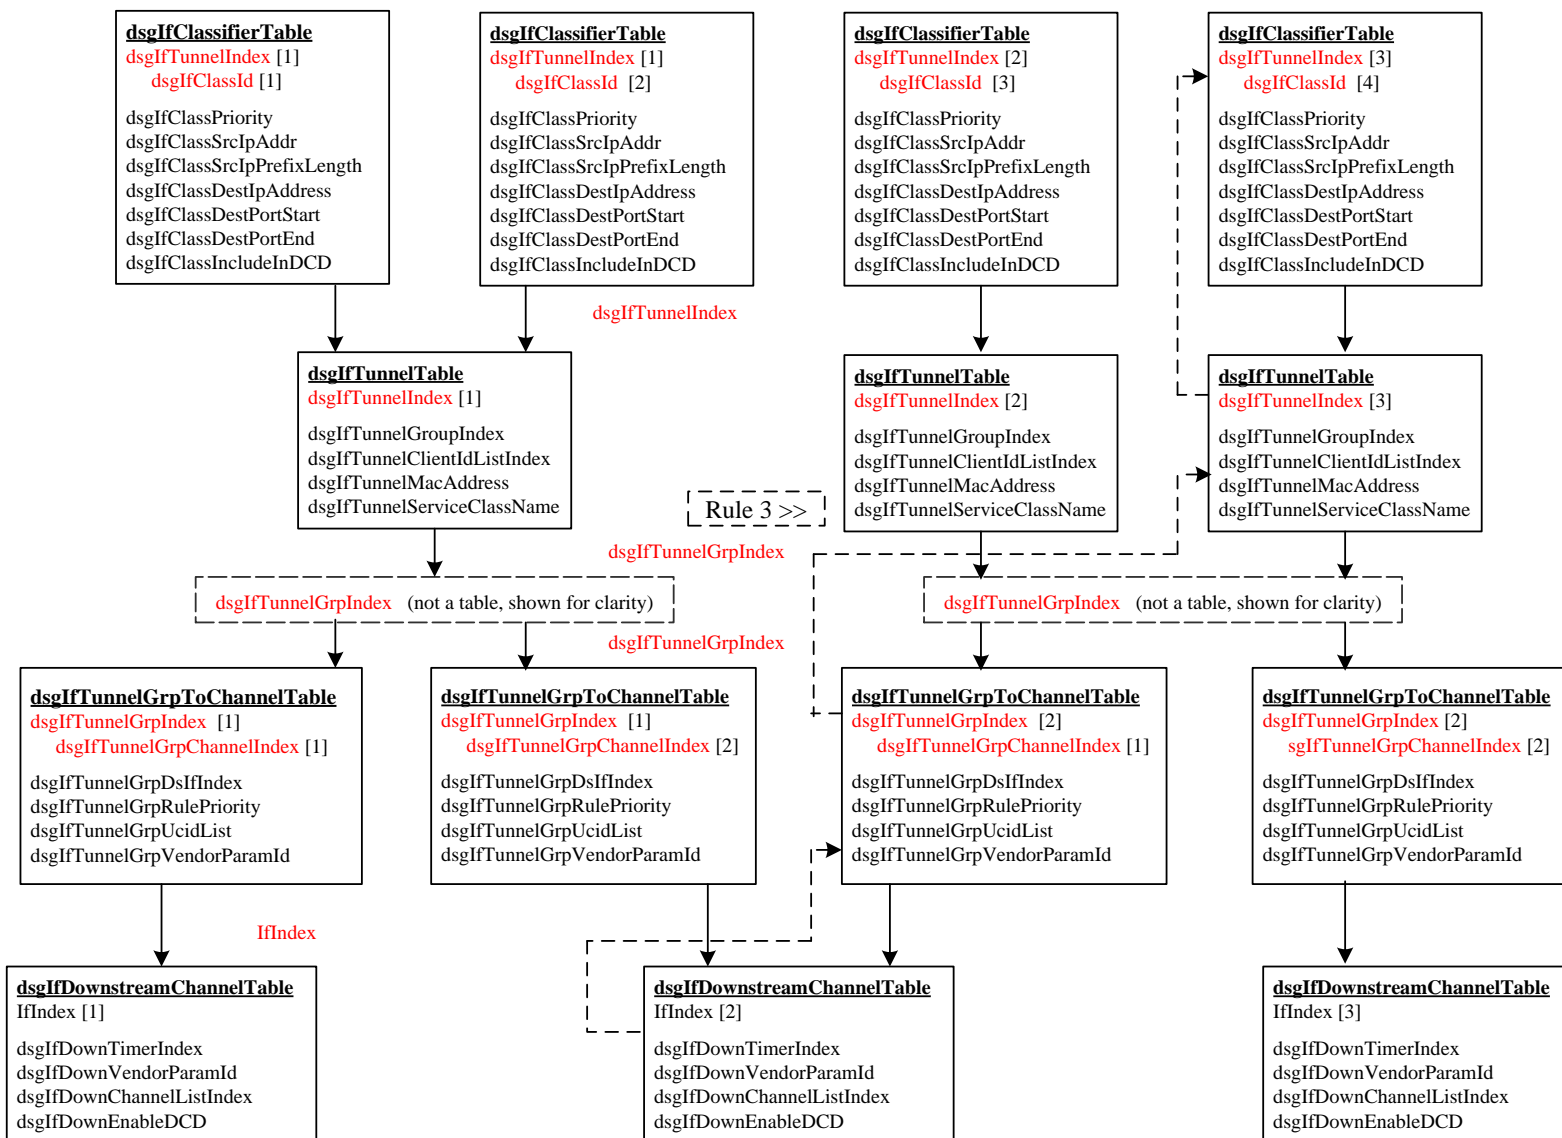 dsgIfClassifierTable
dsgIfTunnelIndex [1]
dsgIfClassId [1]
dsgIfClassPriority
dsgIfClassSrcIpAddr
dsgIfClassSrcIpPrefixLength
dsgIfClassDestIpAddress
dsgIfClassDestPortStart
dsgIfClassDestPortEnd
dsgIfClassIncludeInDCD
dsgIfClassifierTable
dsgIfTunnelIndex [1]
dsgIfClassId [2]
dsgIfClassPriority
dsgIfClassSrcIpAddr
dsgIfClassSrcIpPrefixLength
dsgIfClassDestIpAddress
dsgIfClassDestPortStart
dsgIfClassDestPortEnd
dsgIfClassIncludeInDCD
dsgIfClassifierTable
dsgIfTunnelIndex [2]
dsgIfClassId [3]
dsgIfClassPriority
dsgIfClassSrcIpAddr
dsgIfClassSrcIpPrefixLength
dsgIfClassDestIpAddress
dsgIfClassDestPortStart
dsgIfClassDestPortEnd
dsgIfClassIncludeInDCD
dsgIfClassifierTable
dsgIfTunnelIndex [3]
dsgIfClassId [4]
dsgIfClassPriority
dsgIfClassSrcIpAddr
dsgIfClassSrcIpPrefixLength
dsgIfClassDestIpAddress
dsgIfClassDestPortStart
dsgIfClassDestPortEnd
dsgIfClassIncludeInDCD
dsgIfTunnelIndex
dsgIfTunnelTable
dsgIfTunnelIndex [1]
dsgIfTunnelGroupIndex
dsgIfTunnelClientIdListIndex
dsgIfTunnelMacAddress
dsgIfTunnelServiceClassName
dsgIfTunnelTable
dsgIfTunnelIndex [2]
dsgIfTunnelGroupIndex
dsgIfTunnelClientIdListIndex
dsgIfTunnelMacAddress
dsgIfTunnelServiceClassName
dsgIfTunnelTable
dsgIfTunnelIndex [3]
dsgIfTunnelGroupIndex
dsgIfTunnelClientIdListIndex
dsgIfTunnelMacAddress
dsgIfTunnelServiceClassName
Rule 3 >>
dsgIfTunnelGrpIndex
dsgIfTunnelGrpIndex (not a table, shown for clarity)
dsgIfTunnelGrpIndex (not a table, shown for clarity)
dsgIfTunnelGrpIndex
dsgIfTunnelGrpToChannelTable
dsgIfTunnelGrpIndex [1]
dsgIfTunnelGrpChannelIndex [1]
dsgIfTunnelGrpDsIfIndex
dsgIfTunnelGrpRulePriority
dsgIfTunnelGrpUcidList
dsgIfTunnelGrpVendorParamId
dsgIfTunnelGrpToChannelTable
dsgIfTunnelGrpIndex [1]
dsgIfTunnelGrpChannelIndex [2]
dsgIfTunnelGrpDsIfIndex
dsgIfTunnelGrpRulePriority
dsgIfTunnelGrpUcidList
dsgIfTunnelGrpVendorParamId
dsgIfTunnelGrpToChannelTable
dsgIfTunnelGrpIndex [2]
dsgIfTunnelGrpChannelIndex [1]
dsgIfTunnelGrpDsIfIndex
dsgIfTunnelGrpRulePriority
dsgIfTunnelGrpUcidList
dsgIfTunnelGrpVendorParamId
dsgIfTunnelGrpToChannelTable
dsgIfTunnelGrpIndex [2]
sgIfTunnelGrpChannelIndex [2]
dsgIfTunnelGrpDsIfIndex
dsgIfTunnelGrpRulePriority
dsgIfTunnelGrpUcidList
dsgIfTunnelGrpVendorParamId
IfIndex
dsgIfDownstreamChannelTable
IfIndex [1]
dsgIfDownTimerIndex
dsgIfDownVendorParamId
dsgIfDownChannelListIndex
dsgIfDownEnableDCD
dsgIfDownstreamChannelTable
IfIndex [2]
dsgIfDownTimerIndex
dsgIfDownVendorParamId
dsgIfDownChannelListIndex
dsgIfDownEnableDCD
dsgIfDownstreamChannelTable
IfIndex [3]
dsgIfDownTimerIndex
dsgIfDownVendorParamId
dsgIfDownChannelListIndex
dsgIfDownEnableDCD